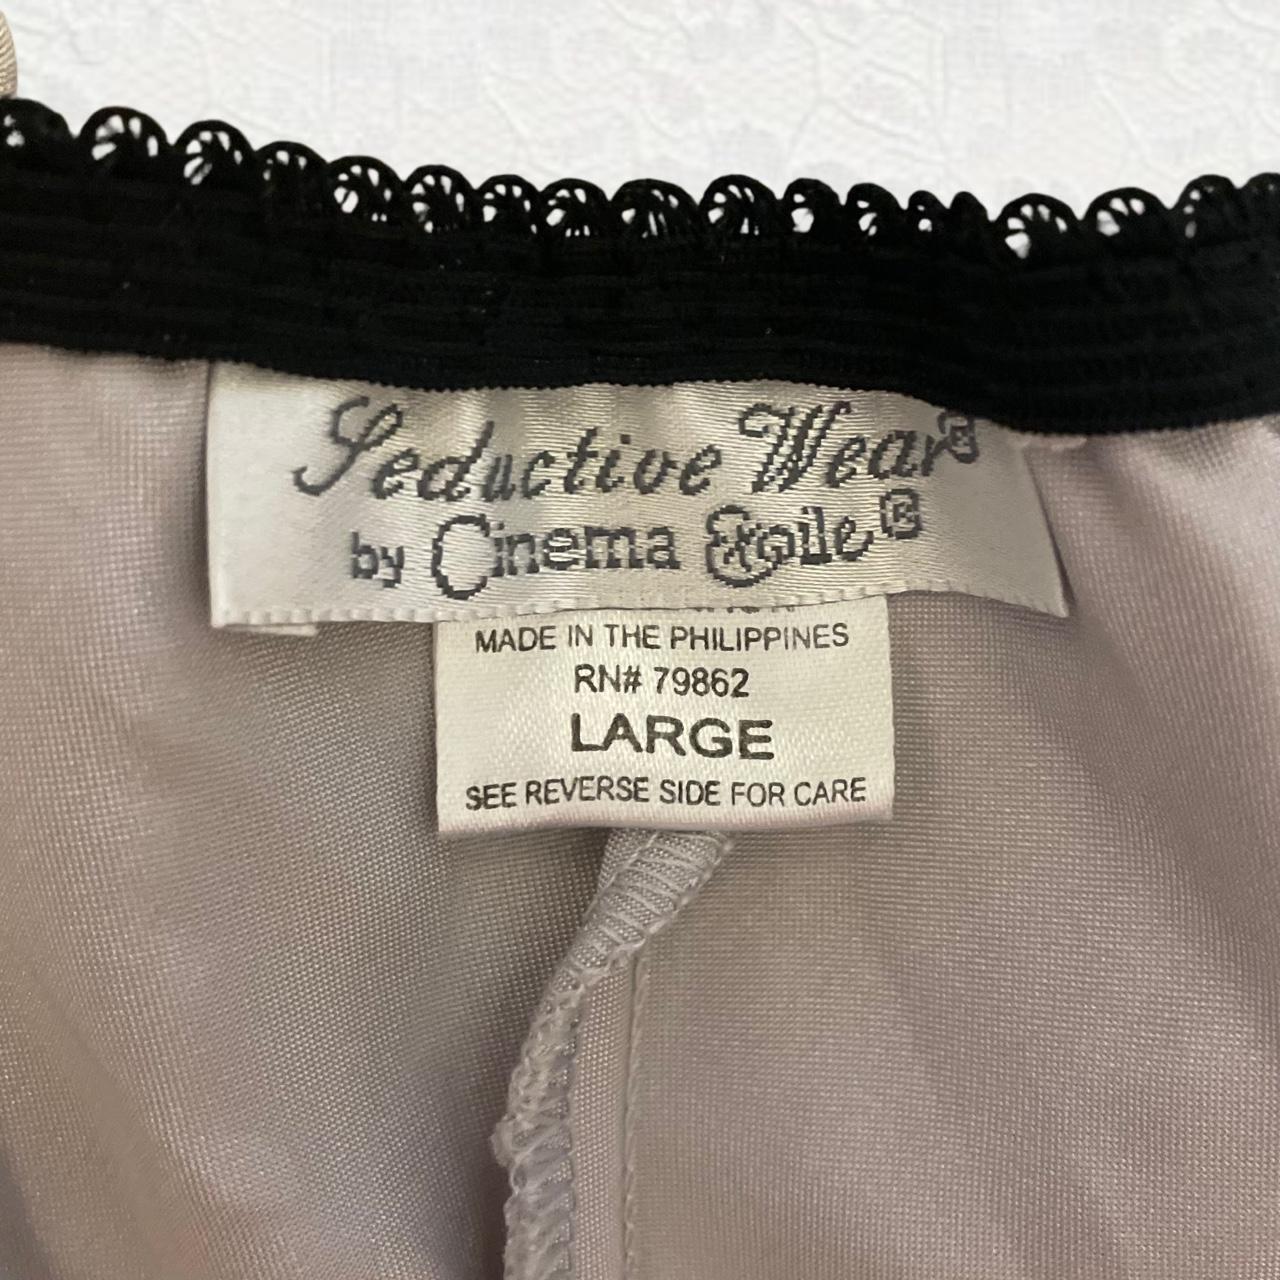 Seductive Wear®
by Cinema Etoile®
MADE IN THE PHILIPPINES
RN# 79862
LARGE
SEE REVERSE SIDE FOR CARE